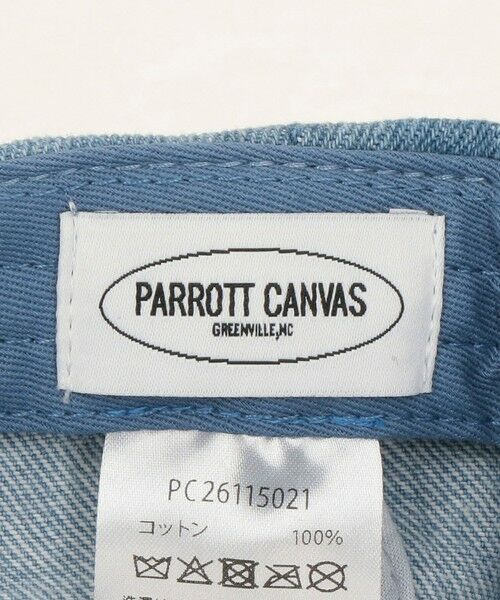 PARROTT CANVAS
GREENVILLE,NC
PC26115021
コットン 100%